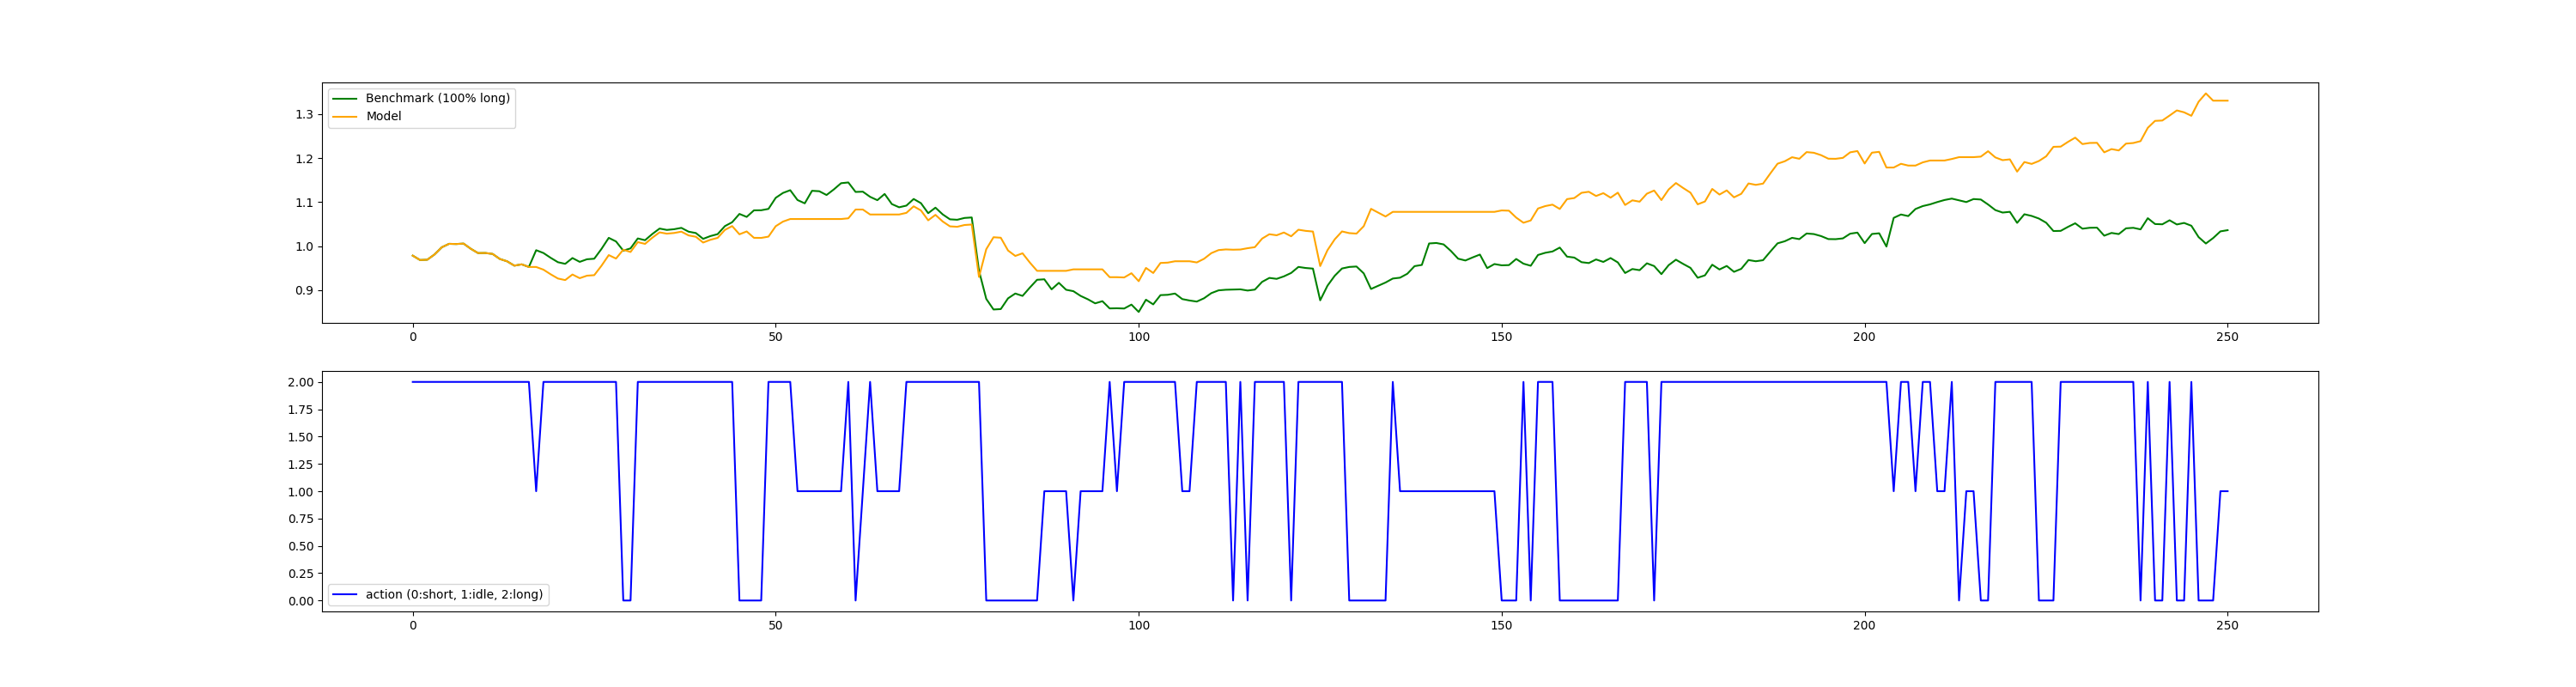 Benchmark (100% long)
Model
1.3
1.2
1.1
1.0
0.9
0 50 100 150 200 250
2.00
1.75
1.50
1.25
1.00
0.75
0.50
0.25
0.00
action (0:short, 1:idle, 2:long)
0 50 100 150 200 250